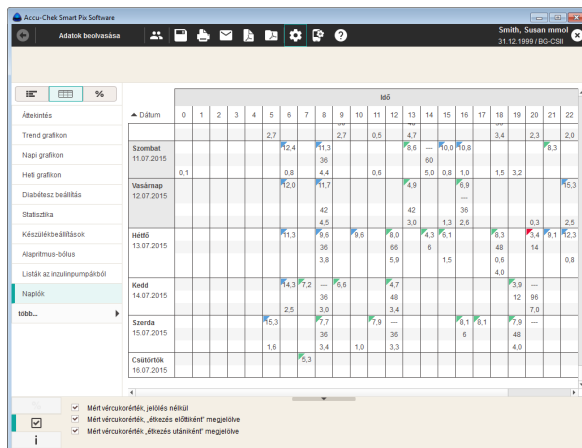 Accu-Chek Smart Pix Software
Adatok beolvasása
Smith, Susan mmol
31.12.1999 / BG-CSII
%
Áttekintés
Trend grafikon
Napi grafikon
Heti grafikon
Diabétesz beállítás
Statisztika
Készülékbeállítások
Alapritmus-bólus
Listák az inzulinpumpákból
Naplók
több...
Idő
Dátum 0 1 2 3 4 5 6 7 8 9 10 11 12 13 14 15 16 17 18 19 20 21 22
2,7 2,7 0,5 4,7 3,4 2,3 2,0
Szombat 12,4 11,3 8,6 — 10,0 10,8 8,3
11.07.2015 36 60
0,1 0,8 4,4 0,6 5,0 0,8 1,0 1,5 3,2
Vasárnap 12,0 11,7 4,9 6,9 15,3
12.07.2015 —
42 42 36
4,5 3,0 1,3 2,6 0,3 2,5
Hétfő 11,3 9,6 9,6 8,0 4,3 6,1 8,3 3,4 9,1 12,3
13.07.2015 36 66 6 48 14
3,8 5,9 1,5 0,6 0,8
4,0
Kedd 14,3 7,2 — 6,6 4,7 3,9 —
14.07.2015 36 48 12 96
2,5 3,0 3,4 7,0
Szerda 15,3 7,7 7,9 — 8,1 8,1 7,9 —
15.07.2015 36 36 6 48
1,6 3,4 1,0 3,3 4,0
Csütörtök 5,3
16.07.2015
Mért vércukorérték, jelölés nélkül
Mért vércukorérték, „étkezés előttiként” megjelölve
Mért vércukorérték „étkezés utániként” megjelölve
i